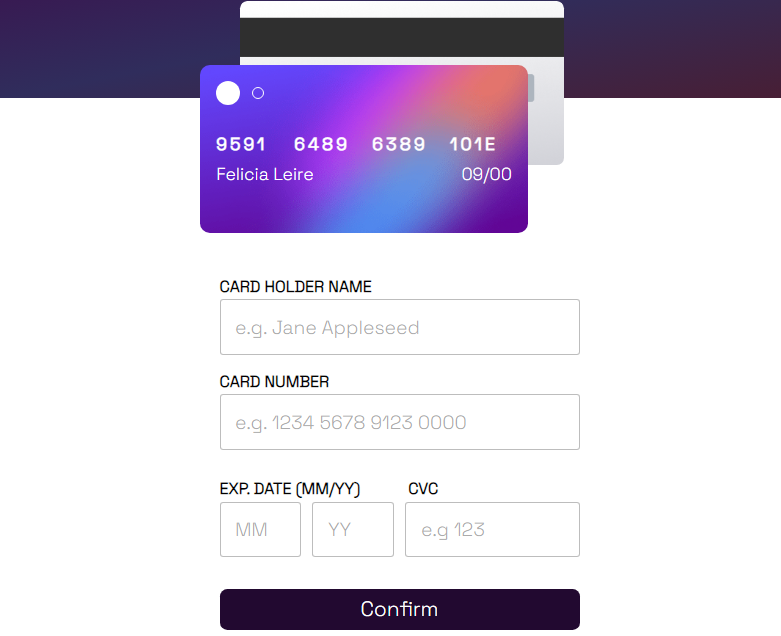 9591 6489 6389 101E
Felicia Leire 09/00
CARD HOLDER NAME
e.g. Jane Appleseed
CARD NUMBER
e.g. 1234 5678 9123 0000
EXP. DATE (MM/YY) CVC
MM YY e.g 123
Confirm